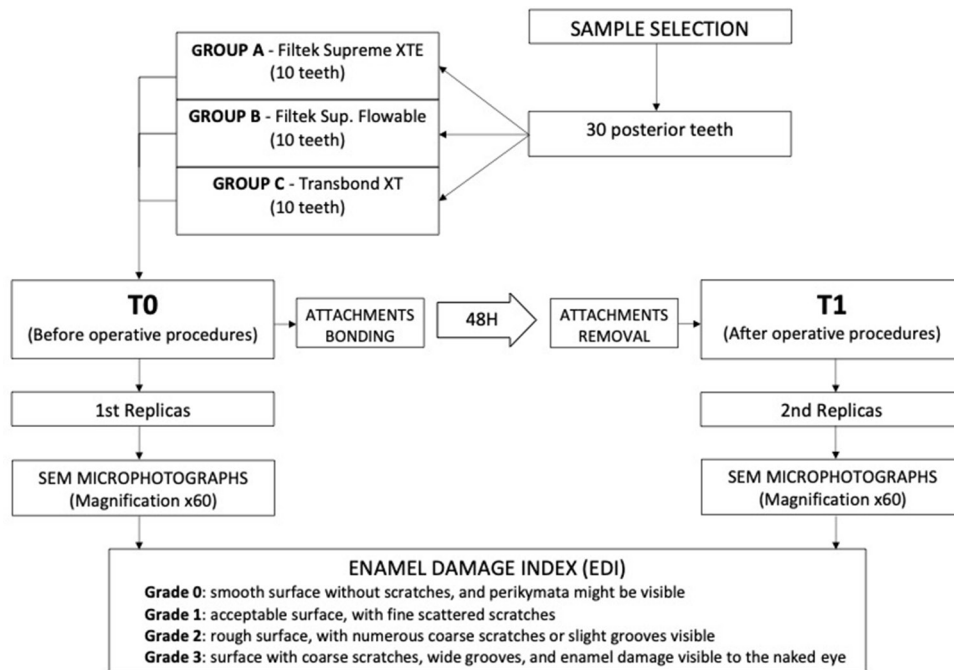 SAMPLE SELECTION
30 posterior teeth
GROUP A - Filtek Supreme XTE
(10 teeth)
GROUP B - Filtek Sup. Flowable
(10 teeth)
GROUP C - Transbond XT
(10 teeth)
T0
(Before operative procedures)
ATTACHMENTS
BONDING
48H
ATTACHMENTS
REMOVAL
T1
(After operative procedures)
1st Replicas
2nd Replicas
SEM MICROPHOTOGRAPHS
(Magnification x60)
SEM MICROPHOTOGRAPHS
(Magnification x60)
ENAMEL DAMAGE INDEX (EDI)
Grade 0: smooth surface without scratches, and perikymata might be visible
Grade 1: acceptable surface, with fine scattered scratches
Grade 2: rough surface, with numerous coarse scratches or slight grooves visible
Grade 3: surface with coarse scratches, wide grooves, and enamel damage visible to the naked eye